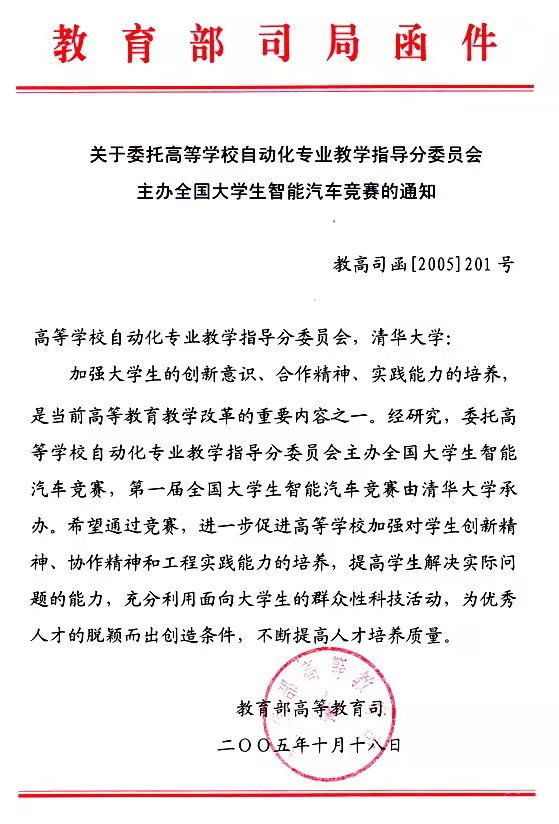 教育部司局函件
关于委托高等学校自动化专业教学指导分委员会
主办全国大学生智能汽车竞赛的通知
教高司函[2005]201 号
高等学校自动化专业教学指导分委员会，清华大学：
加强大学生的创新意识、合作精神、实践能力的培养，
是当前高等教育教学改革的重要内容之一。经研究，委托高
等学校自动化专业教学指导分委员会主办全国大学生智能
汽车竞赛，第一届全国大学生智能汽车竞赛由清华大学承
办。希望通过竞赛，进一步促进高等学校加强对学生创新精
神、协作精神和工程实践能力的培养，提高学生解决实际问
题的能力，充分利用面向大学生的群众性科技活动，为优秀
人才的脱颖而出创造条件，不断提高人才培养质量。
部高等教
教育部高等教育司
二〇〇五年十月十八日